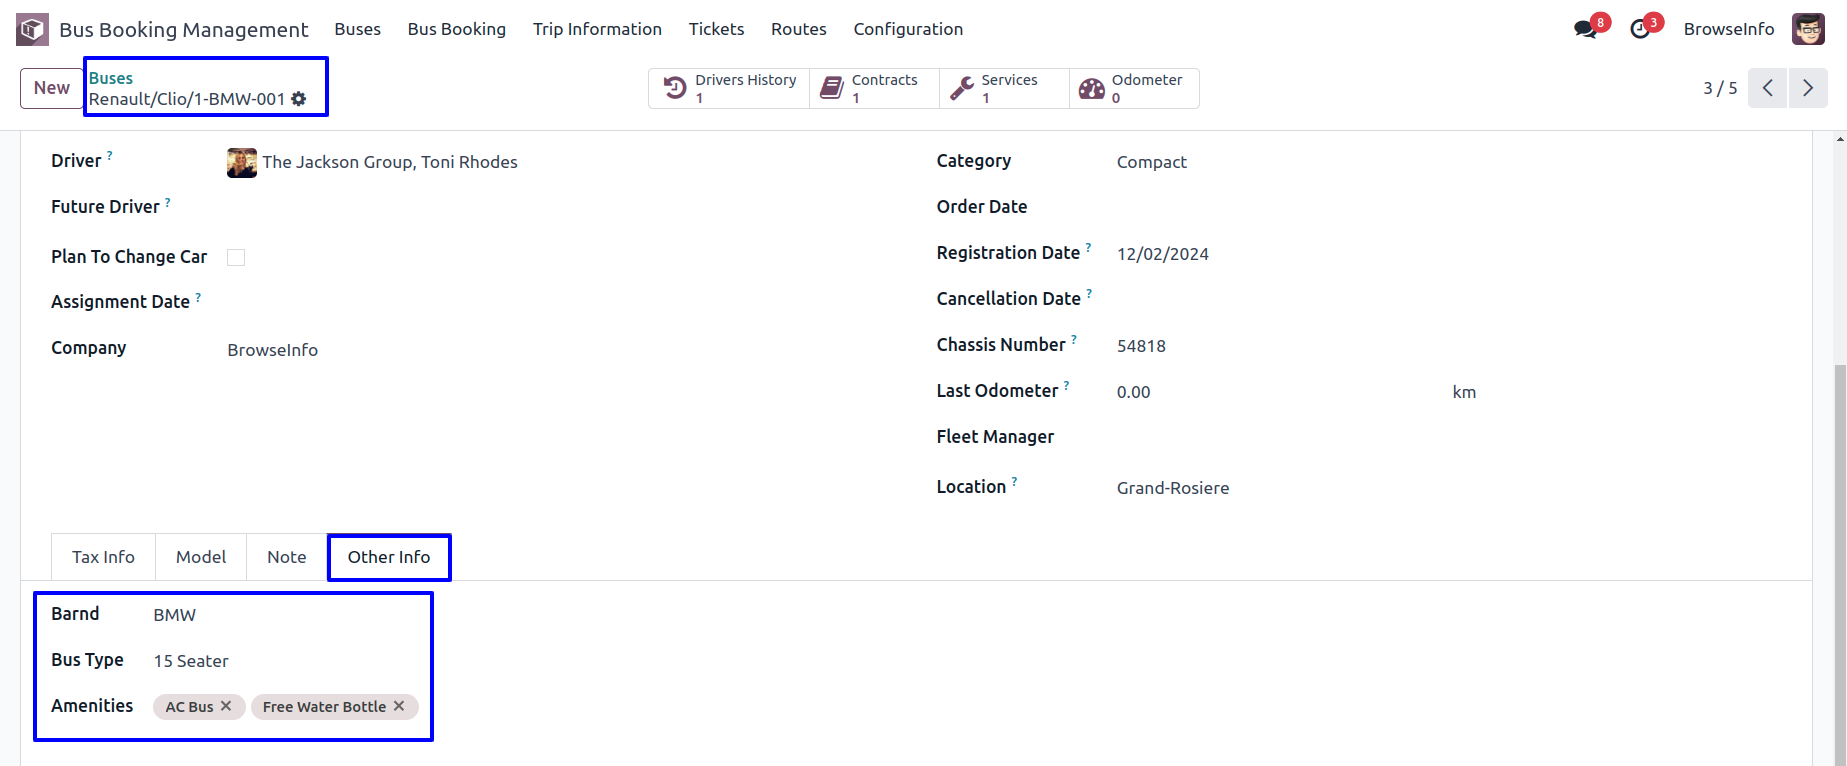 Bus Booking Management Buses Bus Booking Trip Information Tickets Routes Configuration 8 3 BrowseInfo
New
Buses
Renault/Clio/1-BMW-001
Drivers History
1
Contracts
1
Services
1
Odometer
0
3 / 5
Driver ? The Jackson Group, Toni Rhodes
Future Driver ?
Plan To Change Car
Assignment Date ?
Company BrowseInfo
Category Compact
Order Date
Registration Date ? 12/02/2024
Cancellation Date ?
Chassis Number ? 54818
Last Odometer ? 0.00 km
Fleet Manager
Location ? Grand-Rosiere
Tax Info Model Note Other Info
Barnd BMW
Bus Type 15 Seater
Amenities AC Bus ✕ Free Water Bottle ✕